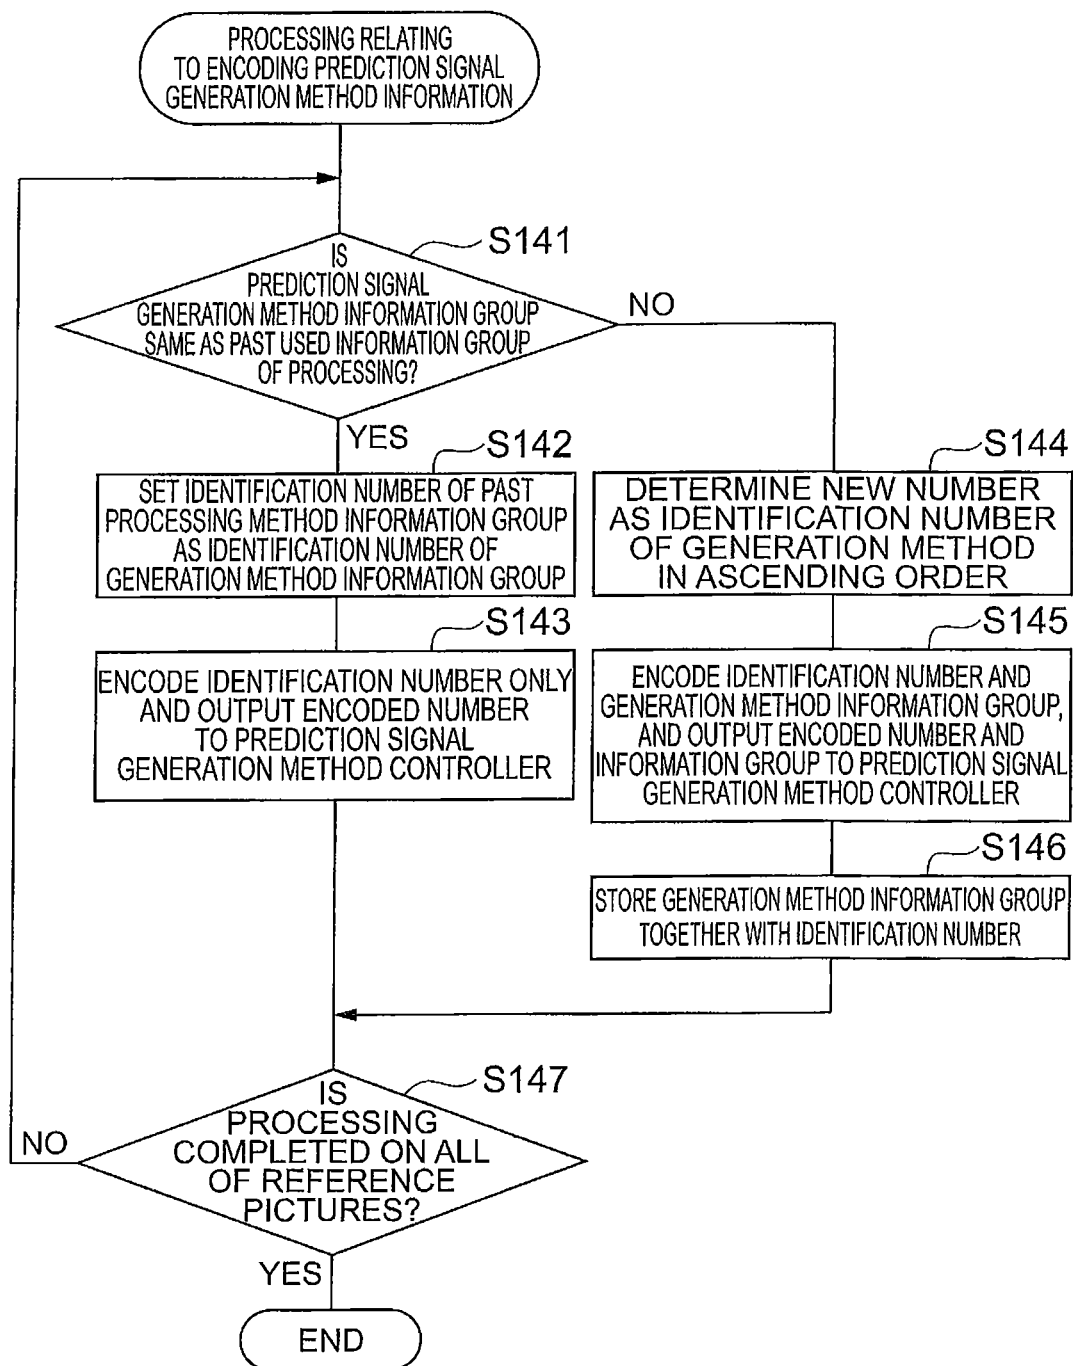 PROCESSING RELATING
TO ENCODING PREDICTION SIGNAL
GENERATION METHOD INFORMATION
S141
IS
PREDICTION SIGNAL
GENERATION METHOD INFORMATION GROUP
SAME AS PAST USED INFORMATION GROUP
OF PROCESSING?
NO
YES
S142
SET IDENTIFICATION NUMBER OF PAST
PROCESSING METHOD INFORMATION GROUP
AS IDENTIFICATION NUMBER OF
GENERATION METHOD INFORMATION GROUP
S143
ENCODE IDENTIFICATION NUMBER ONLY
AND OUTPUT ENCODED NUMBER
TO PREDICTION SIGNAL
GENERATION METHOD CONTROLLER
S144
DETERMINE NEW NUMBER
AS IDENTIFICATION NUMBER
OF GENERATION METHOD
IN ASCENDING ORDER
S145
ENCODE IDENTIFICATION NUMBER AND
GENERATION METHOD INFORMATION GROUP,
AND OUTPUT ENCODED NUMBER AND
INFORMATION GROUP TO PREDICTION SIGNAL
GENERATION METHOD CONTROLLER
S146
STORE GENERATION METHOD INFORMATION GROUP
TOGETHER WITH IDENTIFICATION NUMBER
S147
IS
PROCESSING
COMPLETED ON ALL
OF REFERENCE
PICTURES?
NO
YES
END